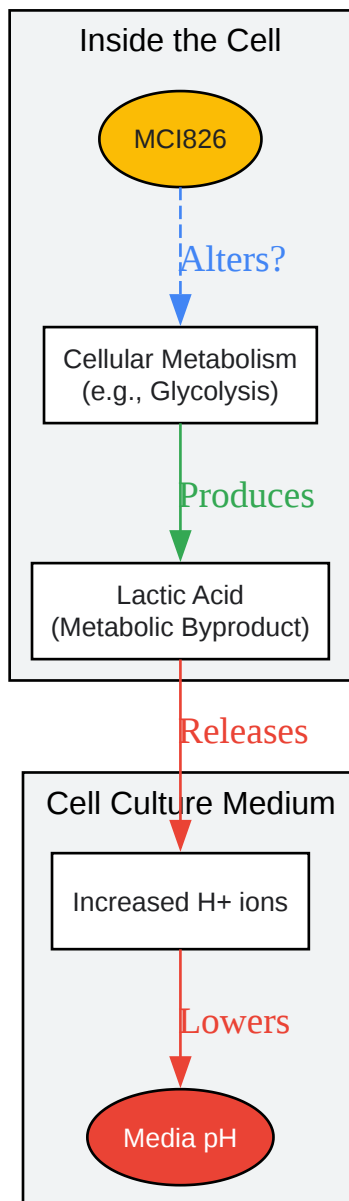 Inside the Cell
MCI826
Alters?
Cellular Metabolism
(e.g., Glycolysis)
Produces
Lactic Acid
(Metabolic Byproduct)
Releases
Cell Culture Medium
Increased H+ ions
Lowers
Media pH